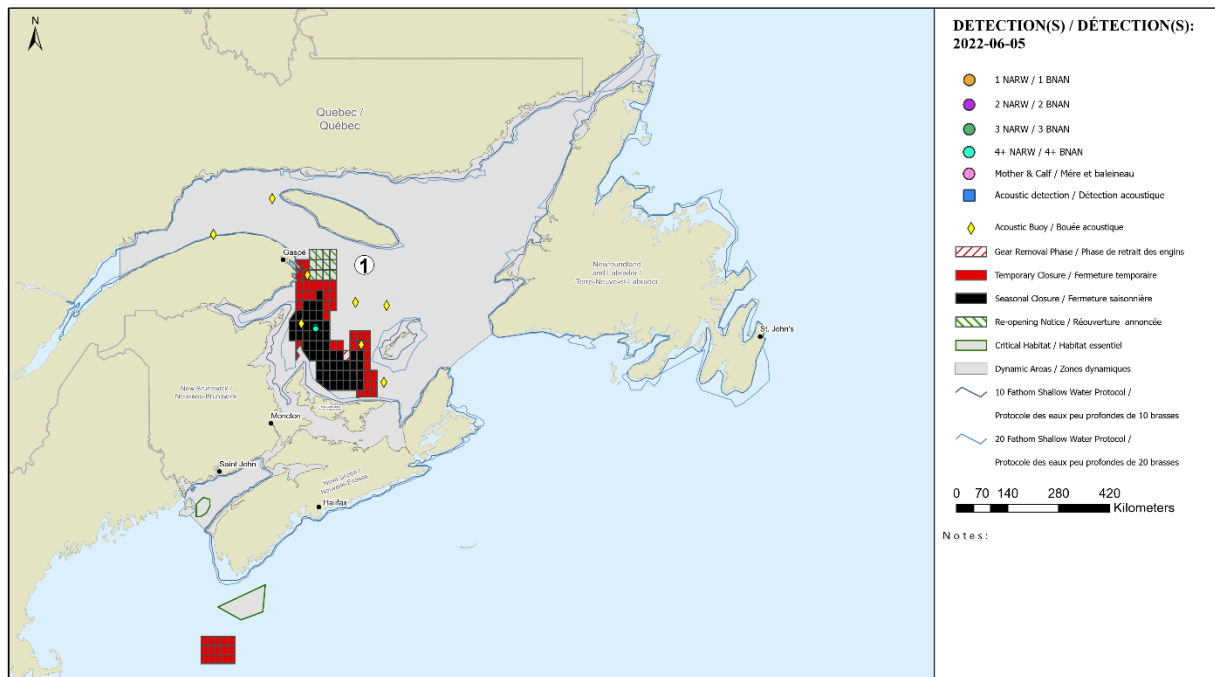 N
Quebec /
Québec
Gaspé
1
Newfoundland
and Labrador /
Terre-Neuve-et-Labrador
St. John's
New Brunswick /
Nouveau-Brunswick
Moncton
Saint John
Nova Scotia /
Nouvelle-Écosse
Halifax
DETECTION(S) / DÉTECTION(S):
2022-06-05
1 NARW / 1 BNAN
2 NARW / 2 BNAN
3 NARW / 3 BNAN
4+ NARW / 4+ BNAN
Mother & Calf / Mére et baleineau
Acoustic detection / Détection acoustique
Acoustic Buoy / Bouée acoustique
Gear Removal Phase / Phase de retrait des engins
Temporary Closure / Fermeture temporaire
Seasonal Closure / Fermeture saisonnière
Re-opening Notice / Réouverture annoncée
Critical Habitat / Habitat essentiel
Dynamic Areas / Zones dynamiques
10 Fathom Shallow Water Protocol /
Protocole des eaux peu profondes de 10 brasses
20 Fathom Shallow Water Protocol /
Protocole des eaux peu profondes de 20 brasses
0 70 140 280 420
Kilometers
Notes: